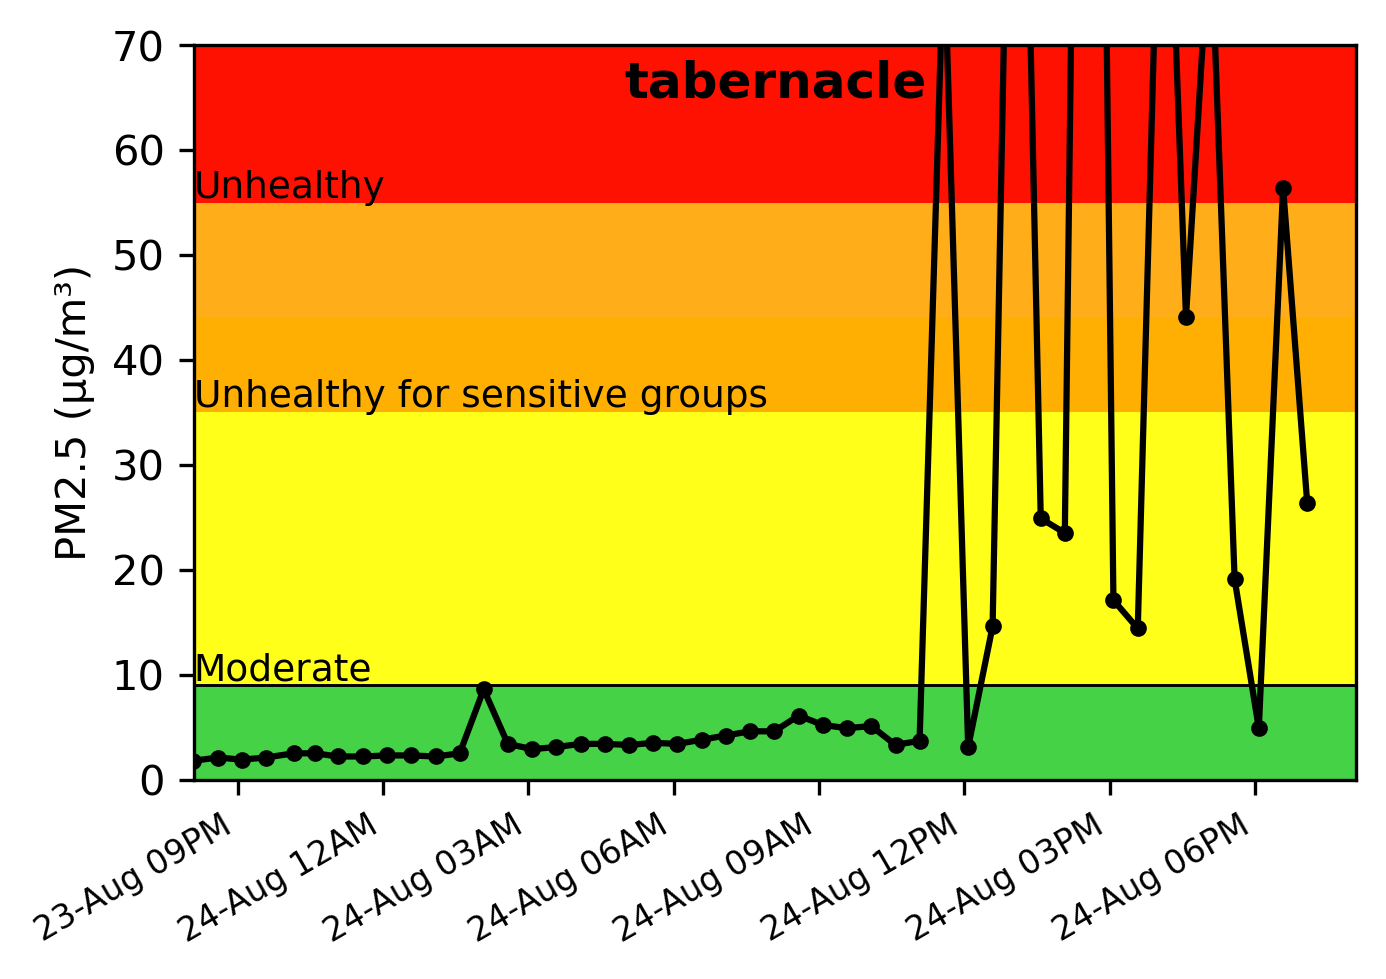 tabernacle
70
60
50
40
30
20
10
0
PM2.5 (µg/m³)
Unhealthy
Unhealthy for sensitive groups
Moderate
23-Aug 09PM
24-Aug 12AM
24-Aug 03AM
24-Aug 06AM
24-Aug 09AM
24-Aug 12PM
24-Aug 03PM
24-Aug 06PM